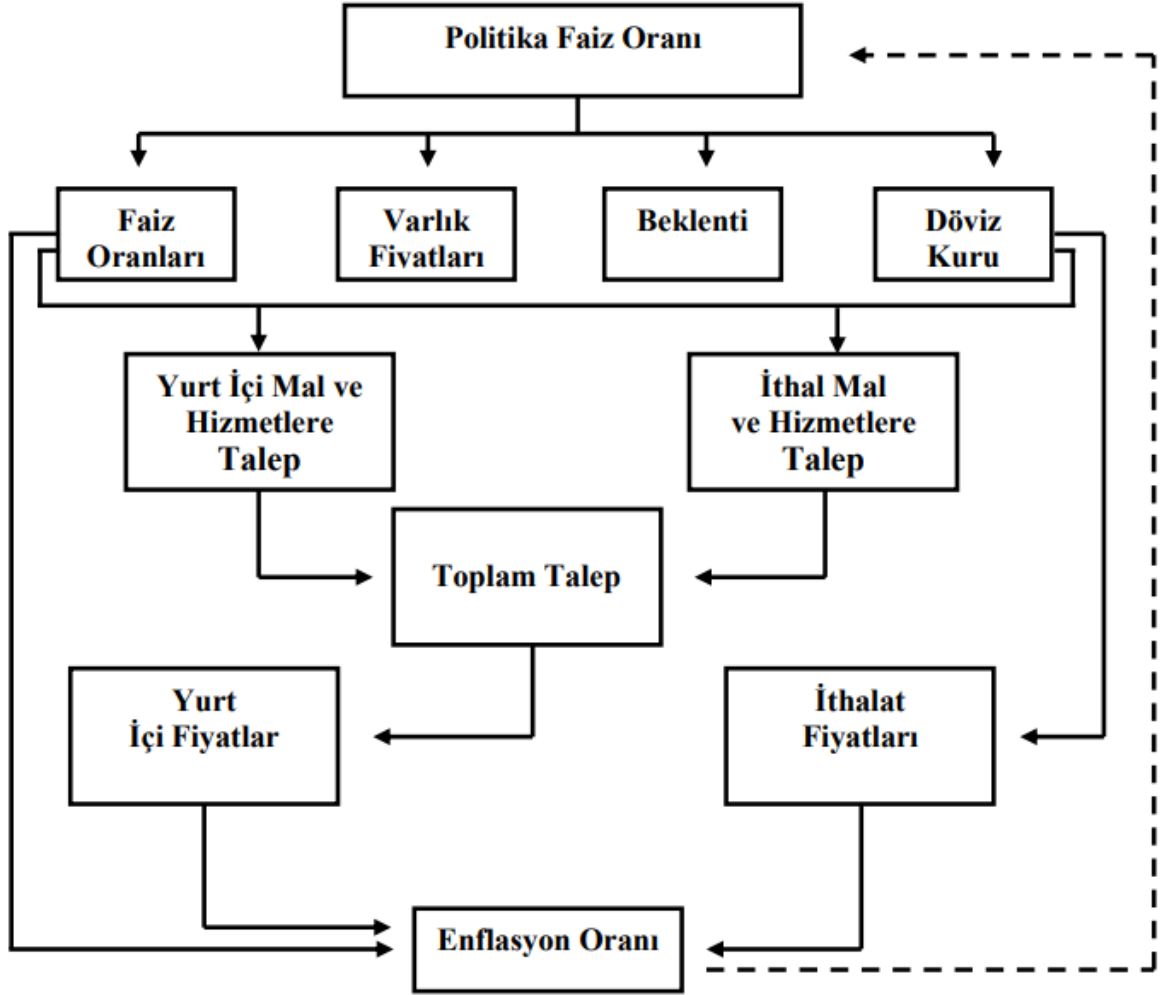 Politika Faiz Oranı
Faiz
Oranları
Varlık
Fivatları
Beklenti
Döviz
Kuru
Yurt İçi Mal ve
Hizmetlere
Talep
İthal Mal
ve Hizmetlere
Talep
Toplam Talep
Yurt
İçi Fiyatlar
İthalat
Fiyatları
Enflasyon Oranı